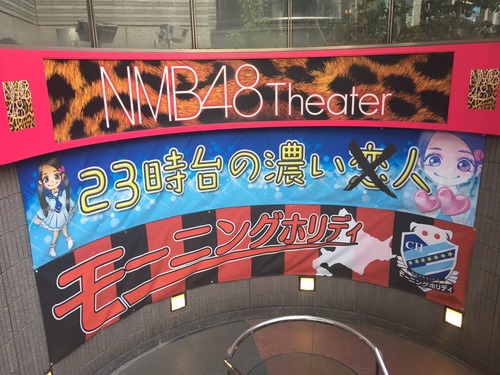 NMB48 Theater
23時台の濃い恋人
モーニングホリディ
CH
モーニングホリディ